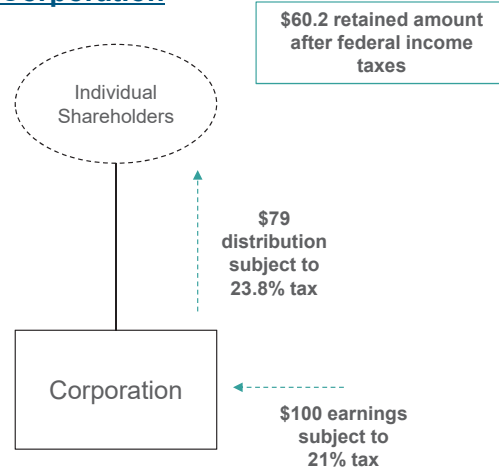 Corporation
$60.2 retained amount
after federal income
taxes
Individual
Shareholders
$79
distribution
subject to
23.8% tax
Corporation
$100 earnings
subject to
21% tax